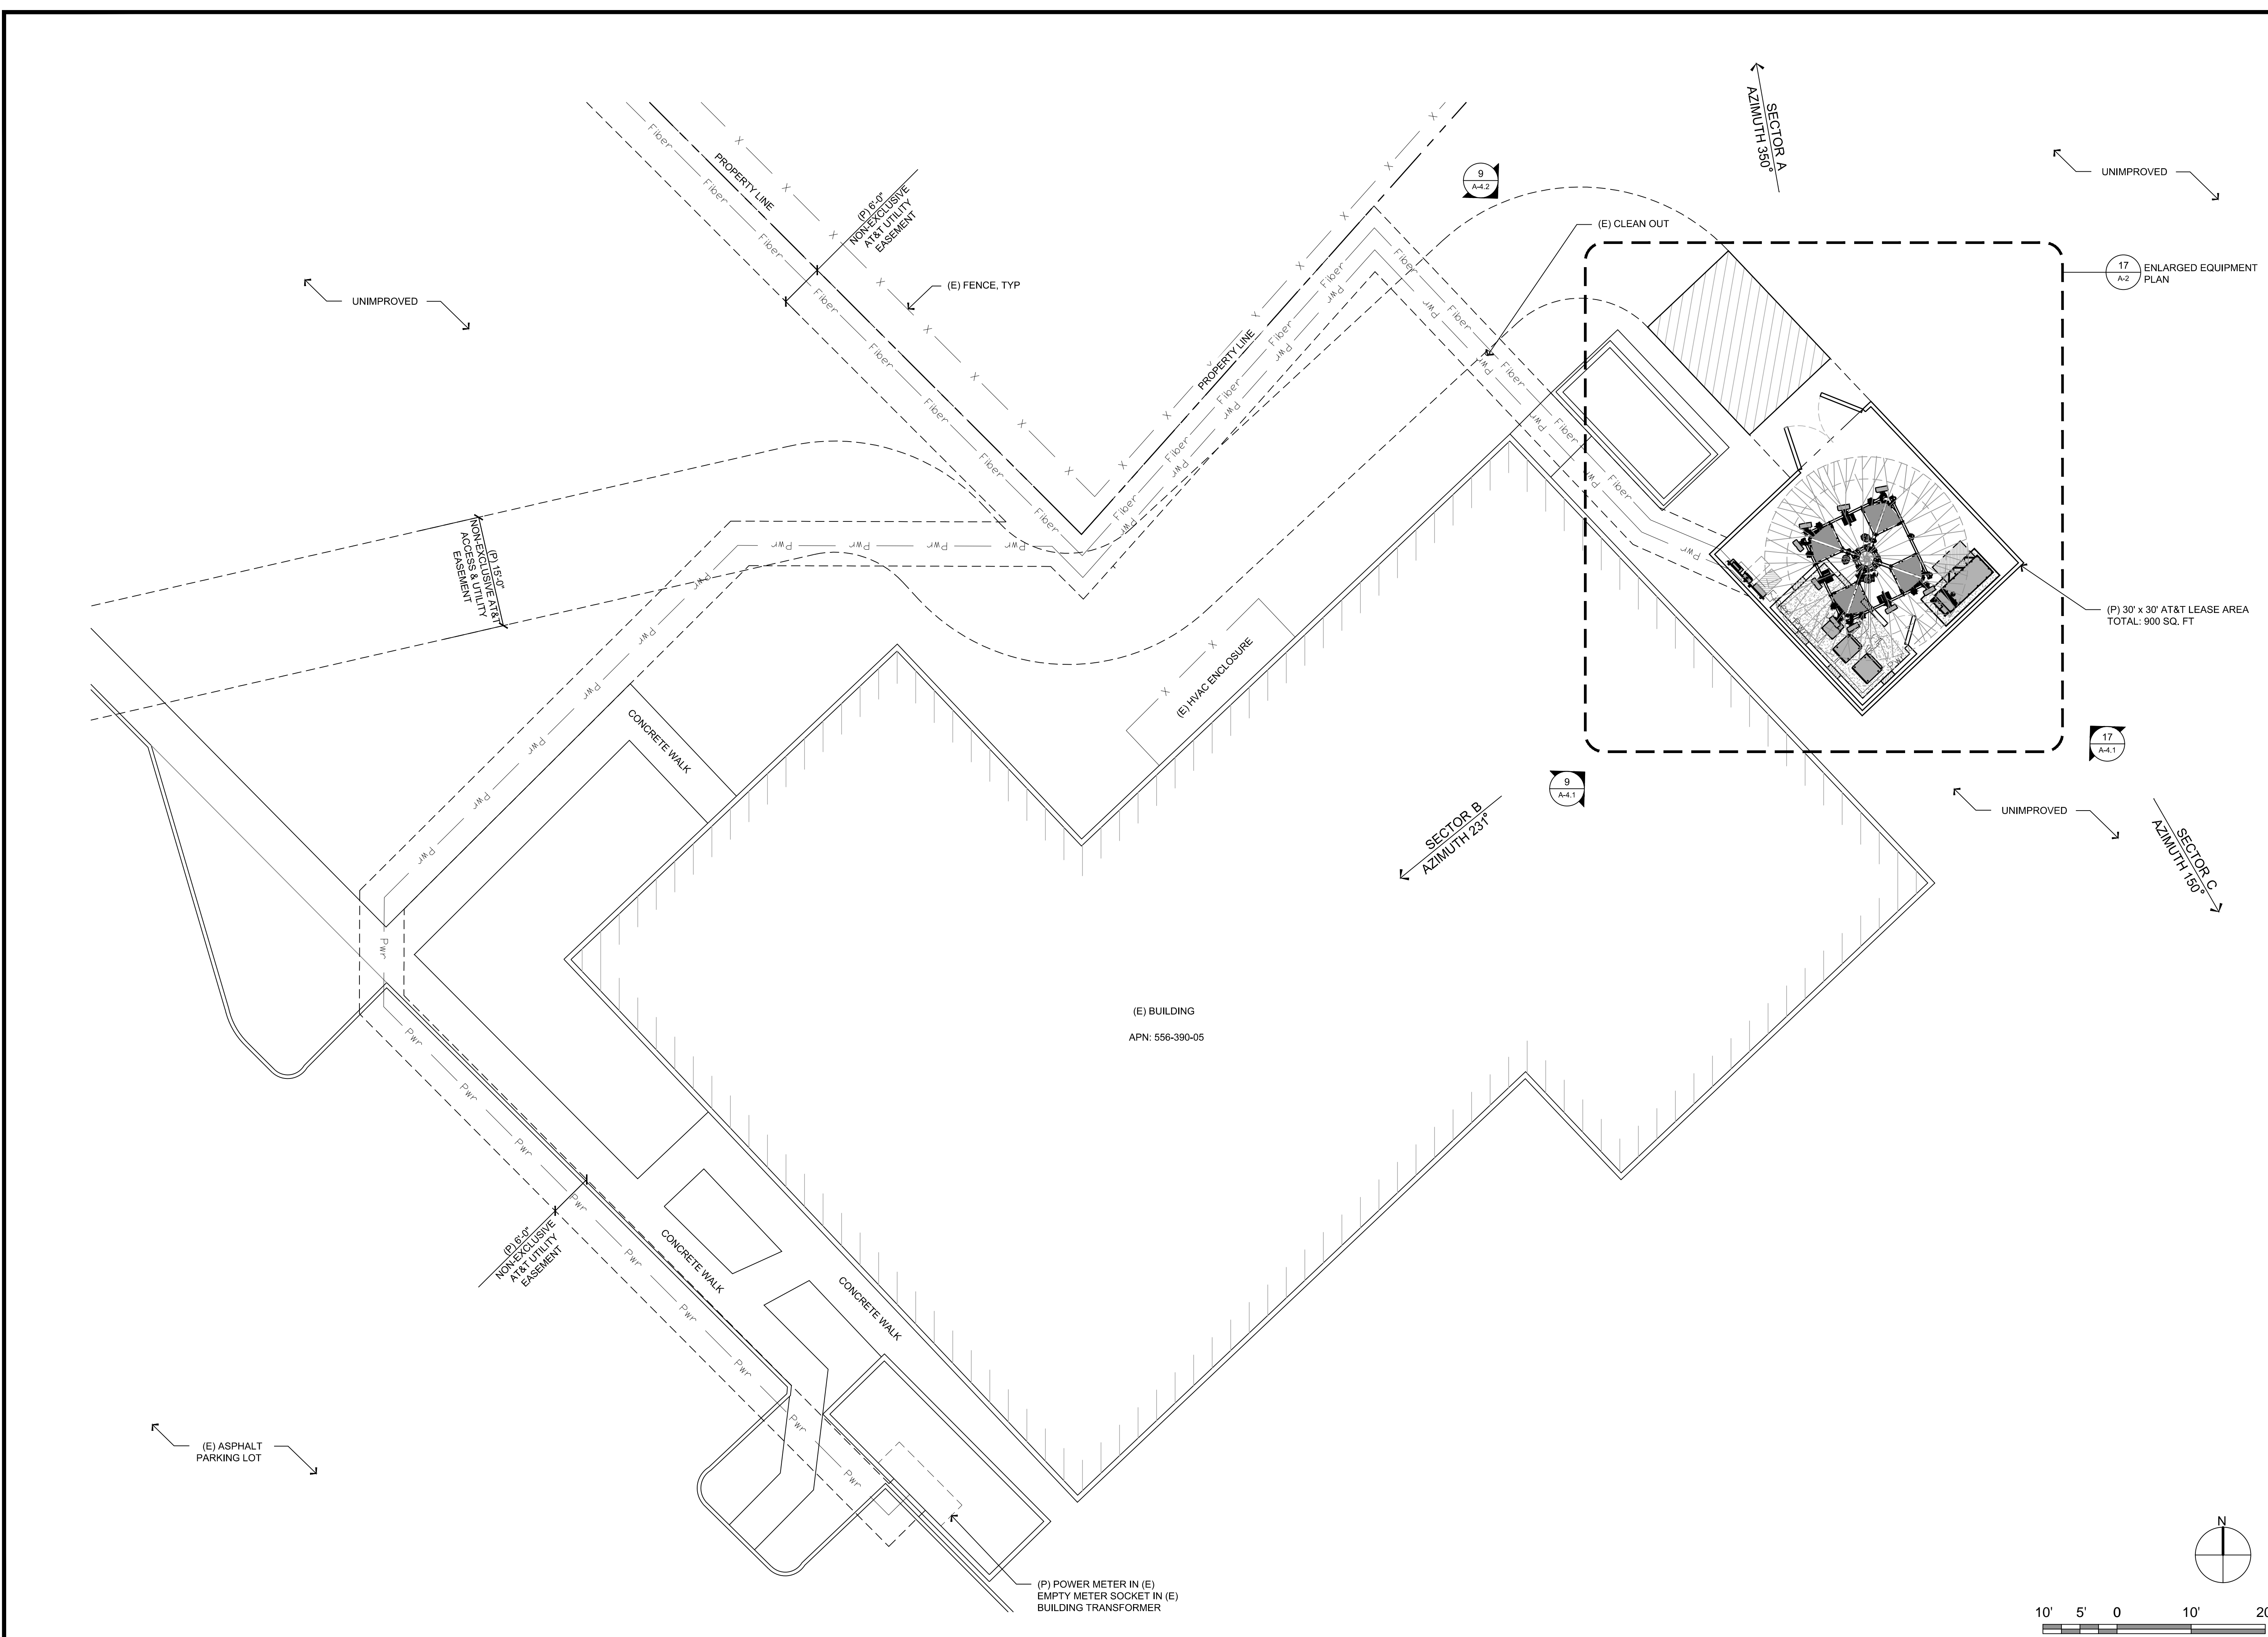 SECTOR A
AZIMUTH 350°
UNIMPROVED
9
A-4.2
(E) CLEAN OUT
17
A-2
ENLARGED EQUIPMENT
PLAN
Fiber
X
PROPERTY LINE
(P) 6'-0"
NON-EXCLUSIVE
AT&T UTILITY
EASEMENT
(E) FENCE, TYP
UNIMPROVED
PROPERTY LINE
Fiber
Pwr
(P) 15'-0"
NON-EXCLUSIVE AT&T
ACCESS & UTILITY
EASEMENT
(P) 30' x 30' AT&T LEASE AREA
TOTAL: 900 SQ. FT
(E) HVAC ENCLOSURE
CONCRETE WALK
17
A-4.1
9
A-4.1
SECTOR B
AZIMUTH 231°
UNIMPROVED
SECTOR C
AZIMUTH 150°
(E) BUILDING
APN: 556-390-05
Pwr
(P) 6'-0"
NON-EXCLUSIVE
AT&T UTILITY
EASEMENT
CONCRETE WALK
CONCRETE WALK
(E) ASPHALT
PARKING LOT
(P) POWER METER IN (E)
EMPTY METER SOCKET IN (E)
BUILDING TRANSFORMER
N
10' 5' 0 10'